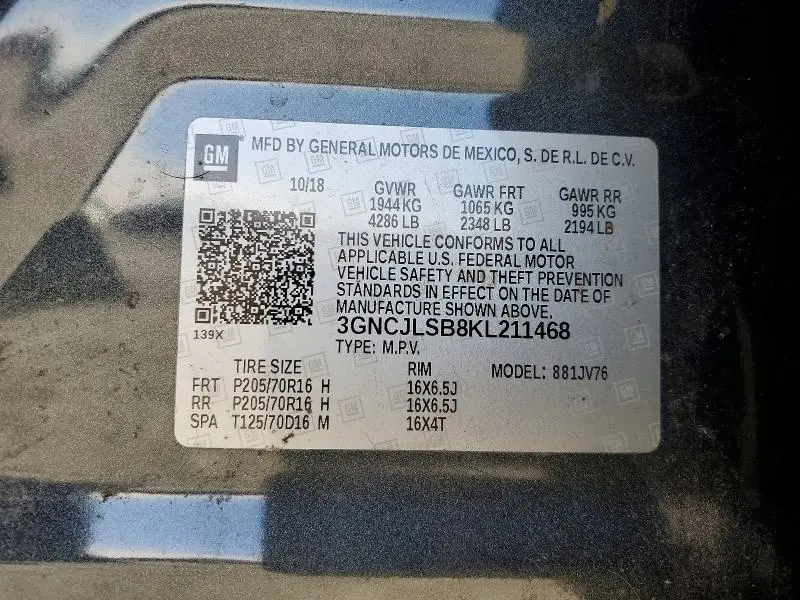 GM MFD BY GENERAL MOTORS DE MEXICO, S. DE R.L. DE C.V.
10/18 GVWR GAWR FRT GAWR RR
1944 KG 1065 KG 995 KG
4286 LB 2348 LB 2194 LB
THIS VEHICLE CONFORMS TO ALL
APPLICABLE U.S. FEDERAL MOTOR
VEHICLE SAFETY AND THEFT PREVENTION
STANDARDS IN EFFECT ON THE DATE OF
MANUFACTURE SHOWN ABOVE.
139X 3GNCJLSB8KL211468
TYPE: M.P.V.
TIRE SIZE RIM MODEL: 881JV76
FRT P205/70R16 H 16X6.5J
RR P205/70R16 H 16X6.5J
SPA T125/70D16 M 16X4T